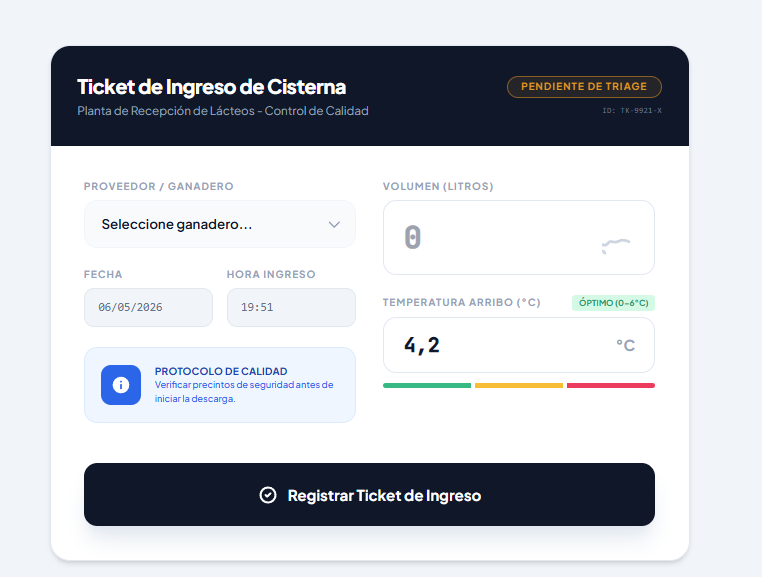 Ticket de Ingreso de Cisterna
Planta de Recepción de Lácteos - Control de Calidad
PENDIENTE DE TRIAGE
ID: TK-9921-X
PROVEEDOR / GANADERO
Seleccione ganadero...
FECHA
HORA INGRESO
06/05/2026
19:51
PROTOCOLO DE CALIDAD
Verificar precintos de seguridad antes de
iniciar la descarga.
VOLUMEN (LITROS)
0
TEMPERATURA ARRIBO (°C)
ÓPTIMO (0-6°C)
4,2
°C
Registrar Ticket de Ingreso